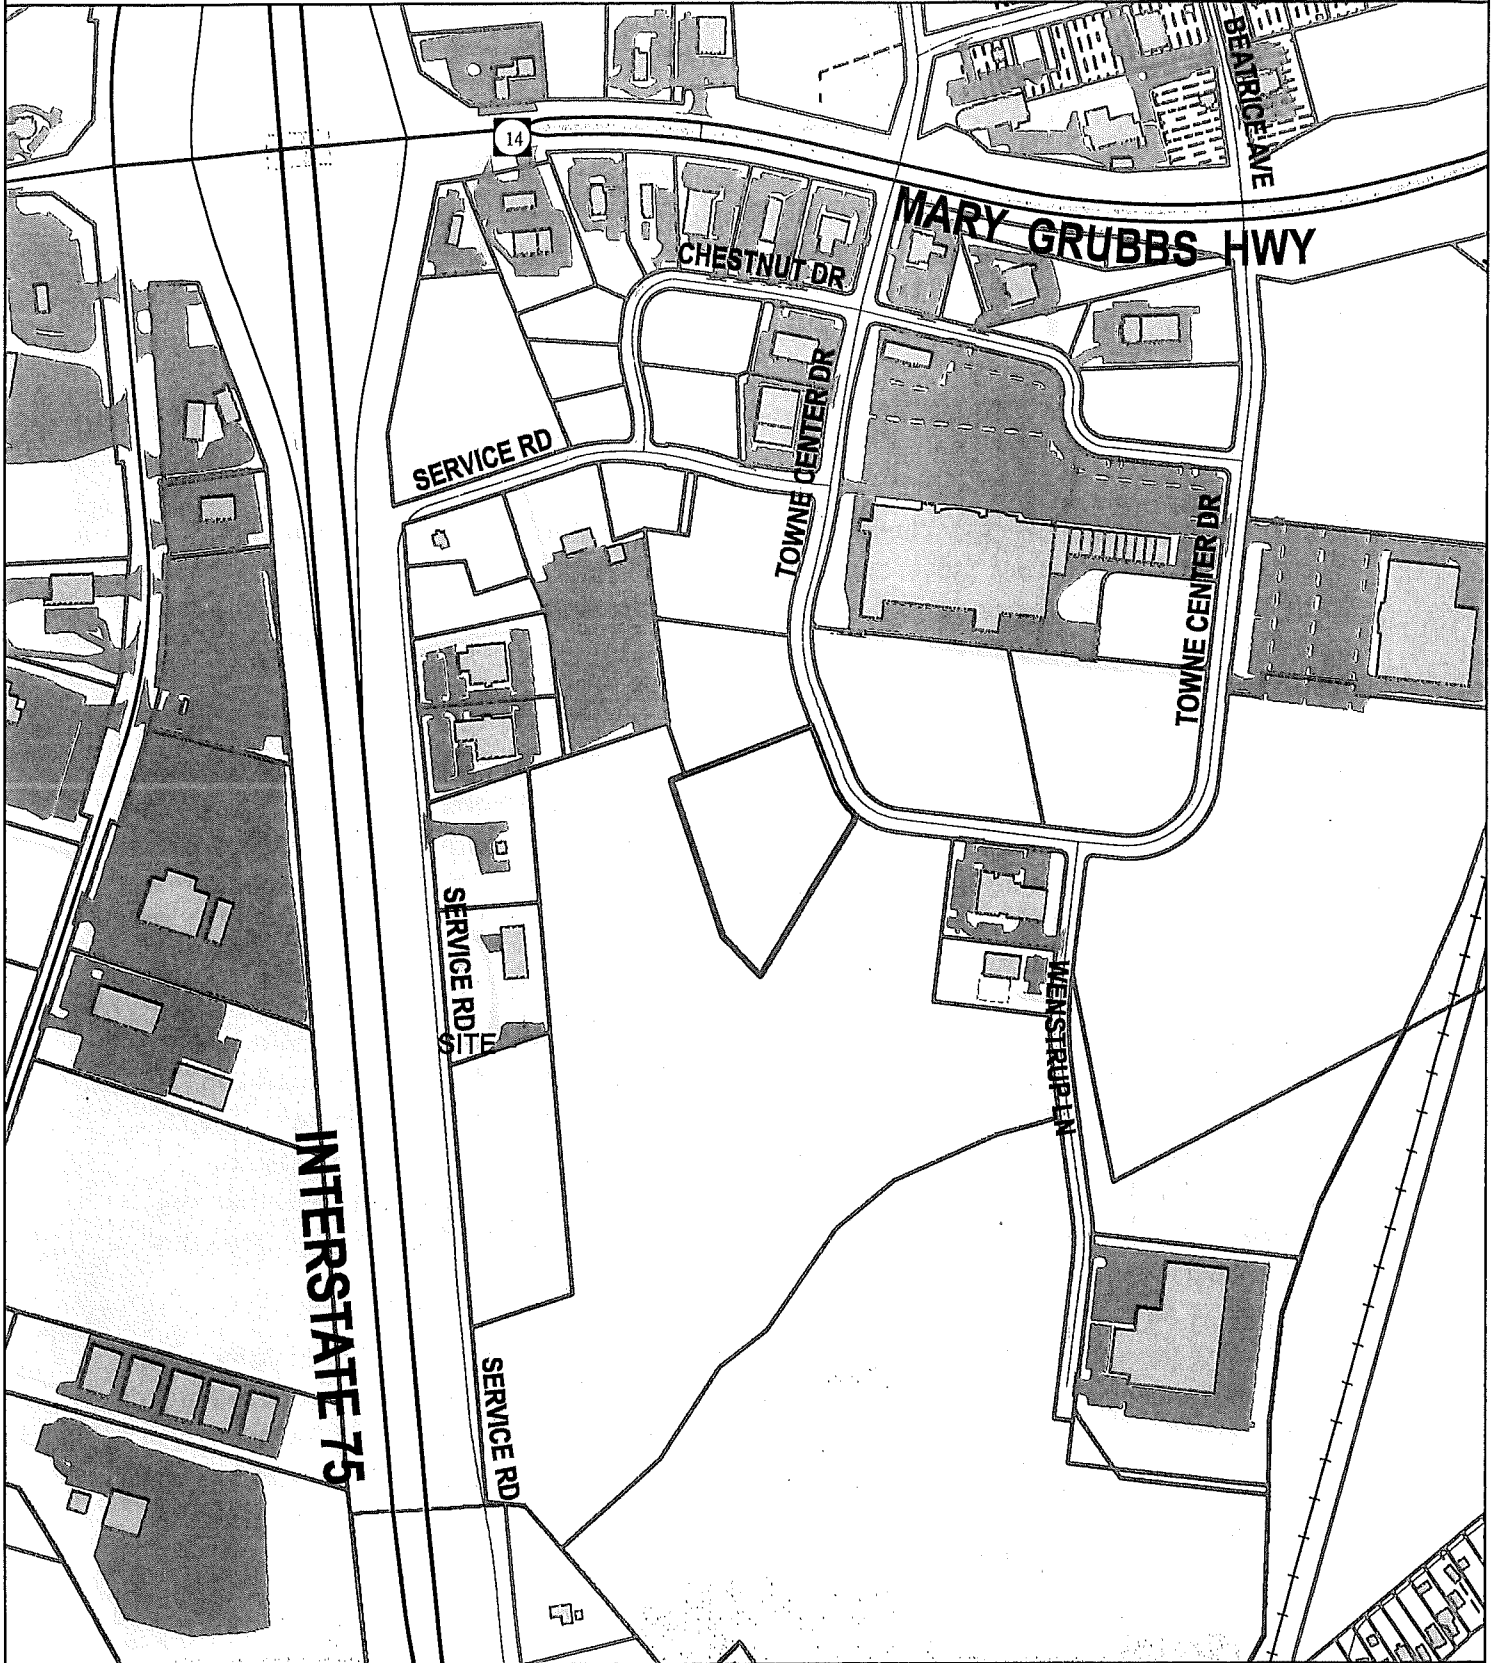 BEATRICE AVE
14
MARY GRUBBS HWY
CHESTNUT DR
TOWNE CENTER DR
SERVICE RD
TOWNE CENTER DR
SERVICE RD
SITE
WENSTRUP LN
INTERSTATE 75
SERVICE RD